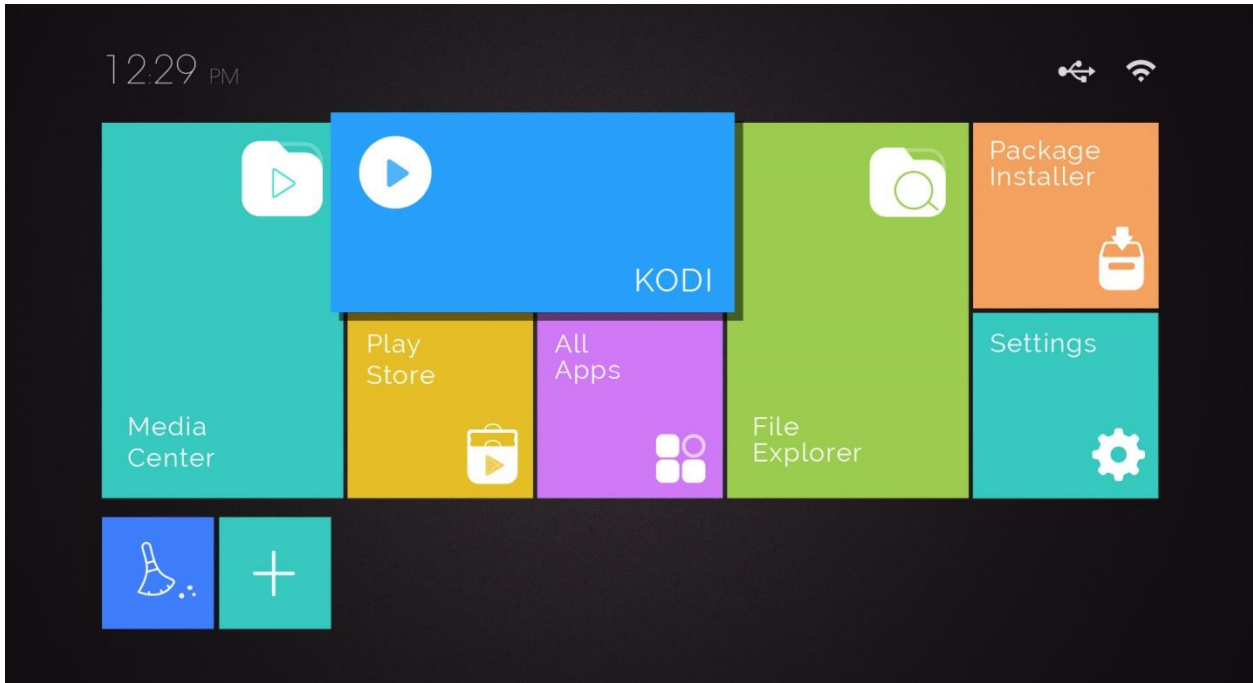 12:29 PM
Media
Center
KODI
Play
Store
All
Apps
File
Explorer
Package
Installer
Settings